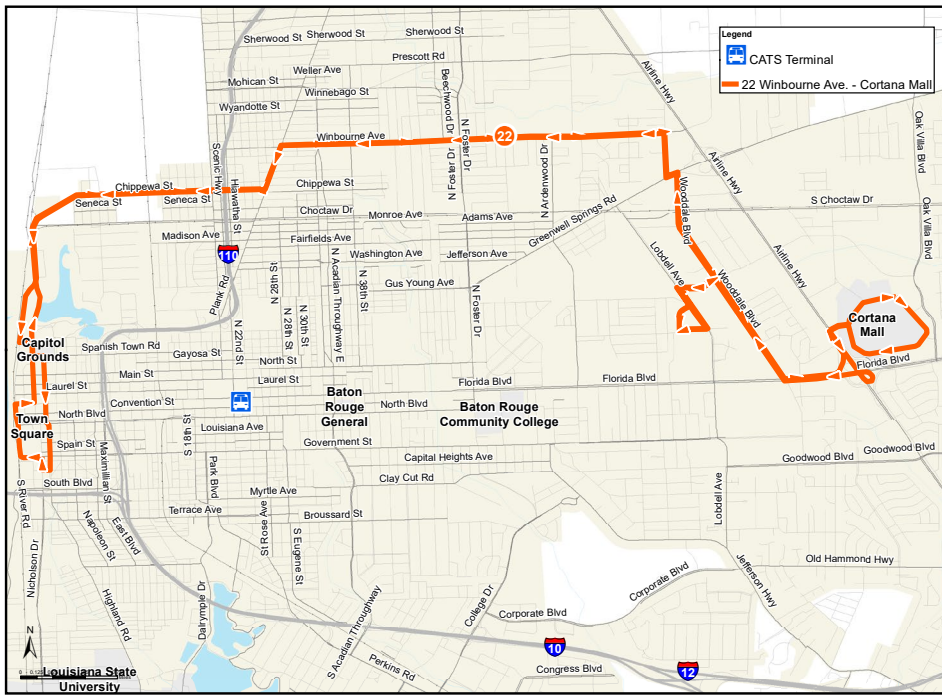 Legend
CATS Terminal
22 Winbourne Ave. - Cortana Mall
Sherwood St
Sherwood St
Sherwood St
Prescott Rd
Weller Ave
Mohican St
Winnebago St
Wyandotte St
Airline Hwy
Beechwood Dr
N Foster Dr
N Foster Dr
Winbourne Ave
22
Scenic Hwy
Hiawatha St
N Ardenwood Dr
Airline Hwy
Oak Villa Blvd
Chippewa St
Chippewa St
Seneca St
Seneca St
Choctaw Dr
Monroe Ave
Adams Ave
S Choctaw Dr
Wooddale Blvd
Greenwell Springs Rd
Oak Villa Blvd
Madison Ave
Fairfields Ave
Washington Ave
Jefferson Ave
110
Lobdell Ave
Airline Hwy
Plank Rd
N 28th St
N Acadian Throughway E
N 38th St
Gus Young Ave
N Foster Dr
Wooddale Blvd
N 22nd St
N 28th St
N 30th St
Cortana
Mall
Capitol
Grounds
Spanish Town Rd
Gayosa St
North St
Main St
Laurel St
Laurel St
Florida Blvd
Florida Blvd
Florida Blvd
Convention St
North Blvd
North Blvd
Baton
Rouge
General
Baton Rouge
Community College
Town
Square
Louisiana Ave
S 18th St
Government St
Spain St
Maximillian St
Capital Heights Ave
Goodwood Blvd
Goodwood Blvd
Clay Cut Rd
South Blvd
Park Blvd
Myrtle Ave
Lobdell Ave
S River Rd
Terrace Ave
Broussard St
Napoleon St
East Blvd
St Rose Ave
S Eugene St
Nicholson Dr
Old Hammond Hwy
Jefferson Hwy
Corporate Blvd
Highland Rd
Dalrymple Dr
S Acadian Throughway
College Dr
Corporate Blvd
N
10
Perkins Rd
Congress Blvd
12
Louisiana State
University